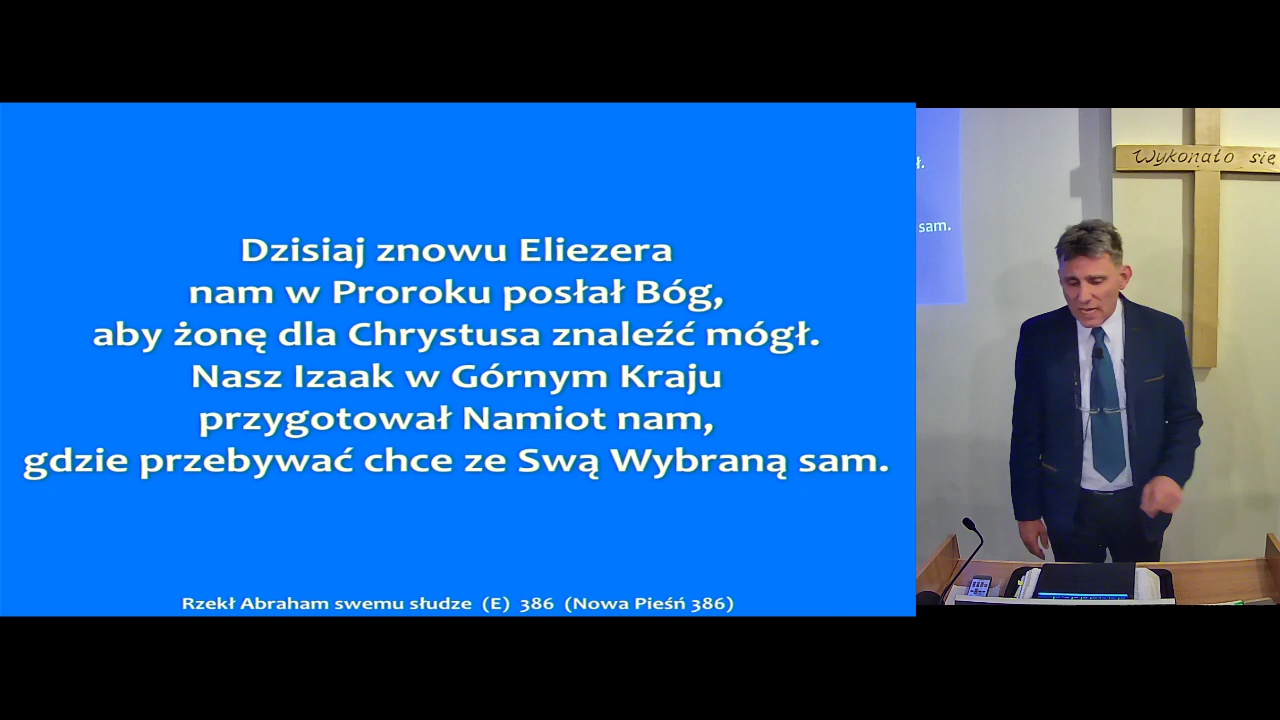 Dzisiaj znowu Eliezera
nam w Proroku posłał Bóg,
aby żonę dla Chrystusa znaleźć mógł.
Nasz Izaak w Górnym Kraju
przygotował Namiot nam,
gdzie przebywać chce ze Swą Wybraną sam.
Rzekł Abraham swemu słudze (E) 386 (Nowa Pieśń 386)
ł.
sam.
Wykonało się